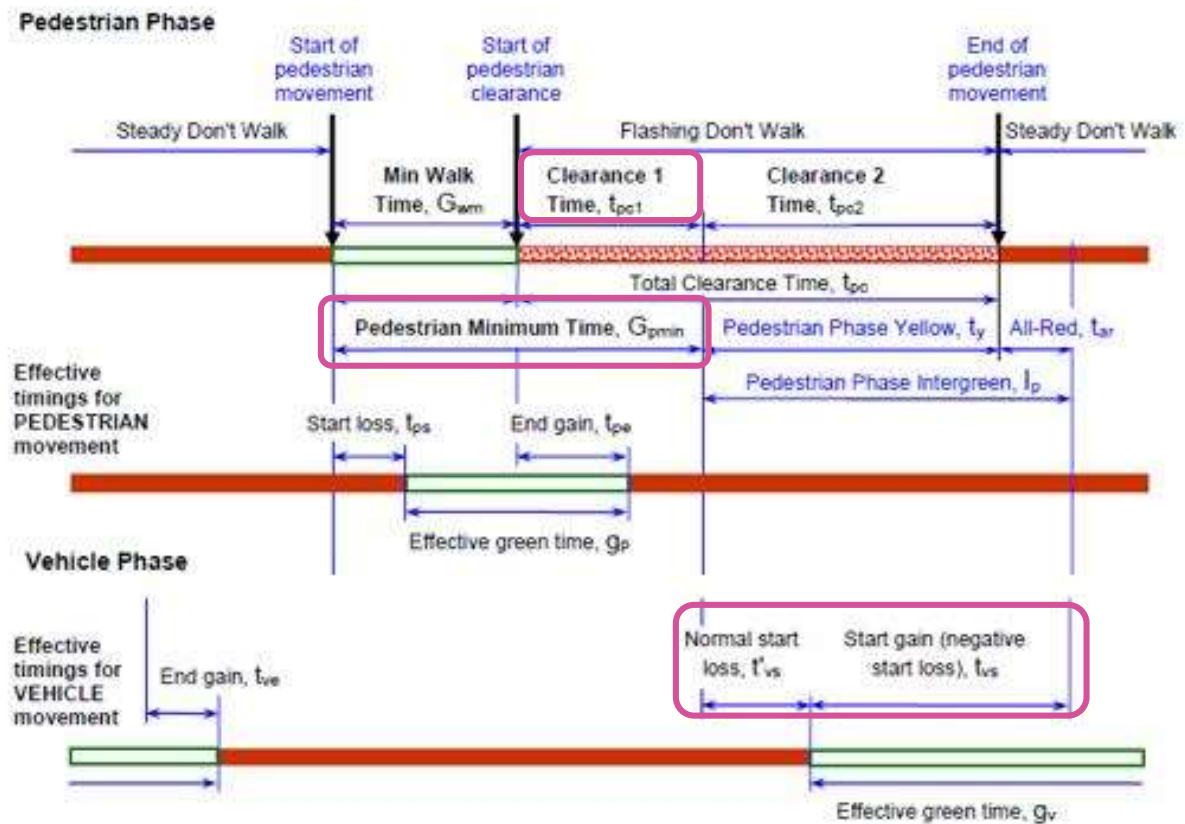 Pedestrian Phase
Start of
pedestrian
movement
Start of
pedestrian
clearance
End of
pedestrian
movement
Steady Don't Walk
Flashing Don't Walk
Steady Don't Walk
Min Walk
Time, Gwm
Clearance 1
Time, tpc1
Clearance 2
Time, tpc2
Total Clearance Time, tpc
Pedestrian Minimum Time, Gpmin
Pedestrian Phase Yellow, ty
All-Red, tar
Pedestrian Phase Intergreen, Ip
Effective
timings for
PEDESTRIAN
movement
Start loss, tps
End gain, tpe
Effective green time, gp
Vehicle Phase
Effective
timings for
VEHICLE
movement
End gain, tve
Normal start
loss, t'vs
Start gain (negative
start loss), tvs
Effective green time, gv